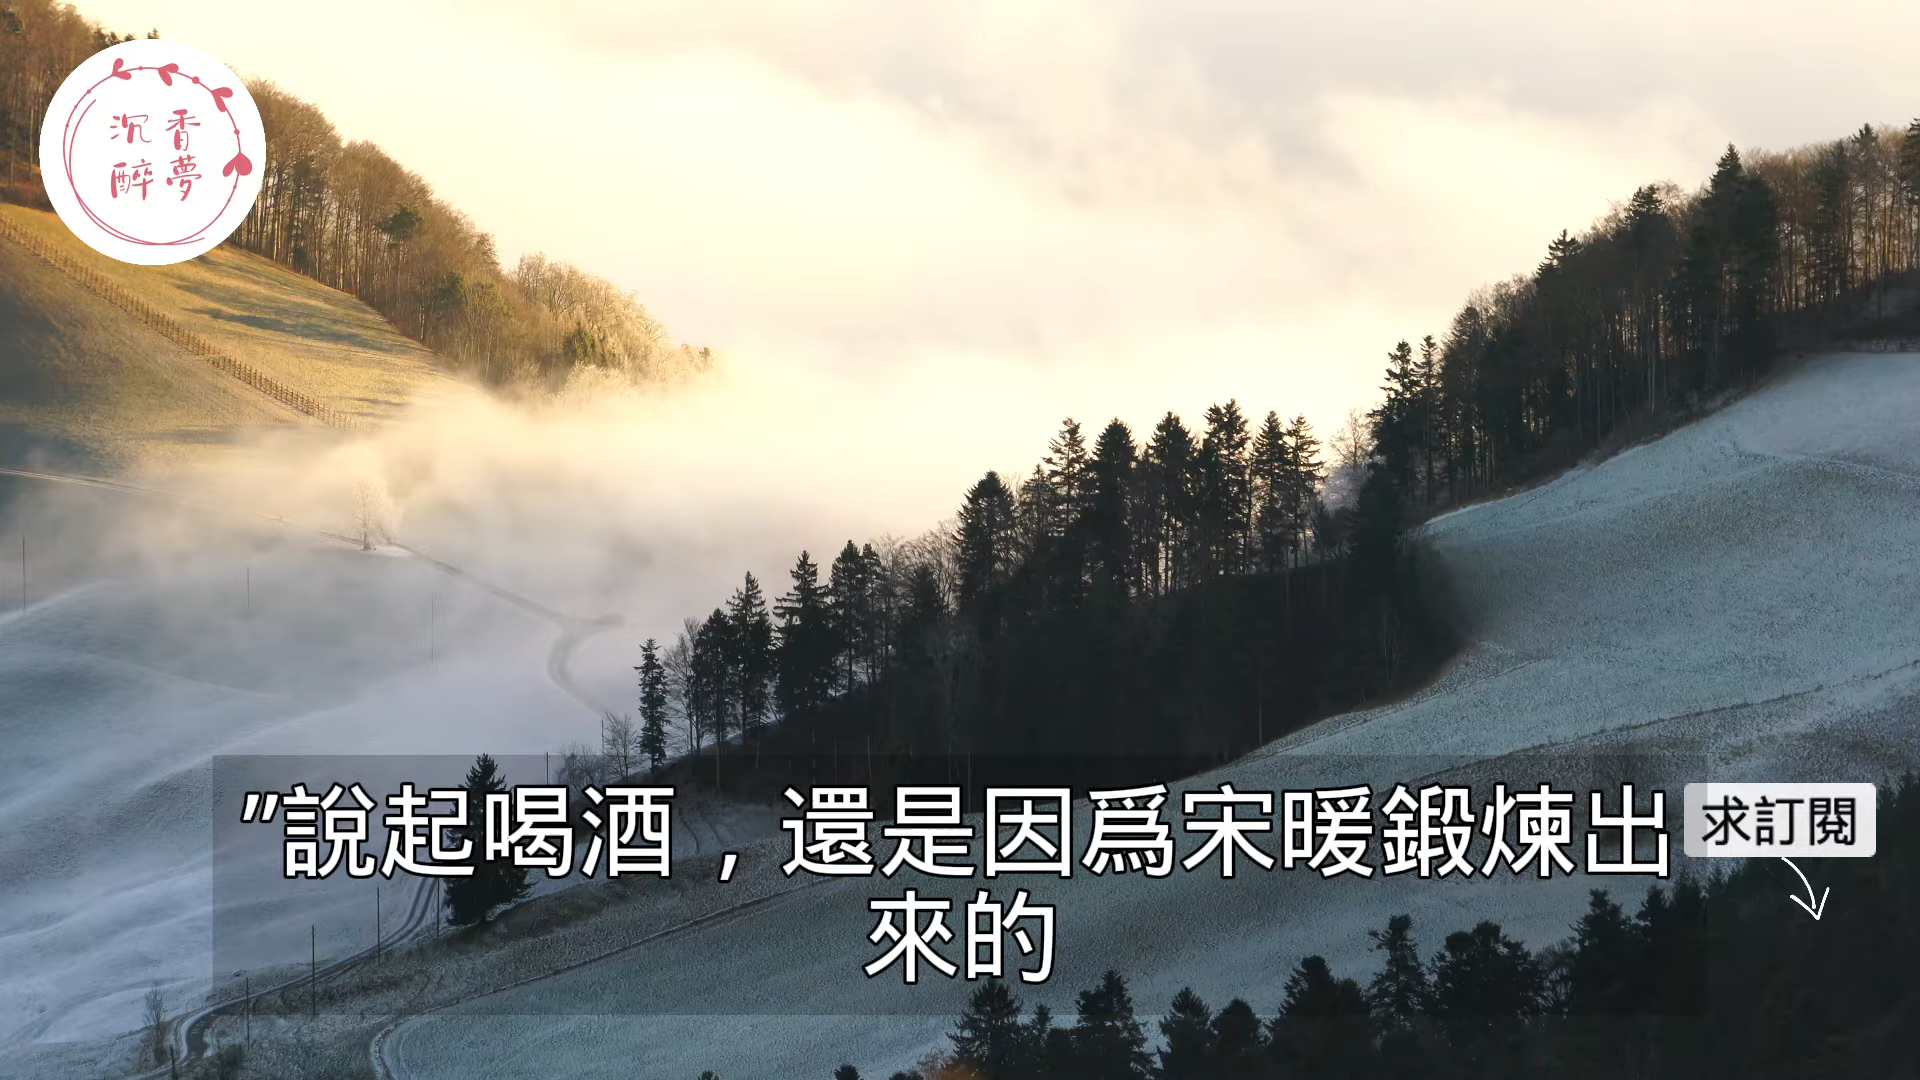 沉香
醉夢
"說起喝酒，還是因爲宋暖鍛煉出
來的
求訂閱